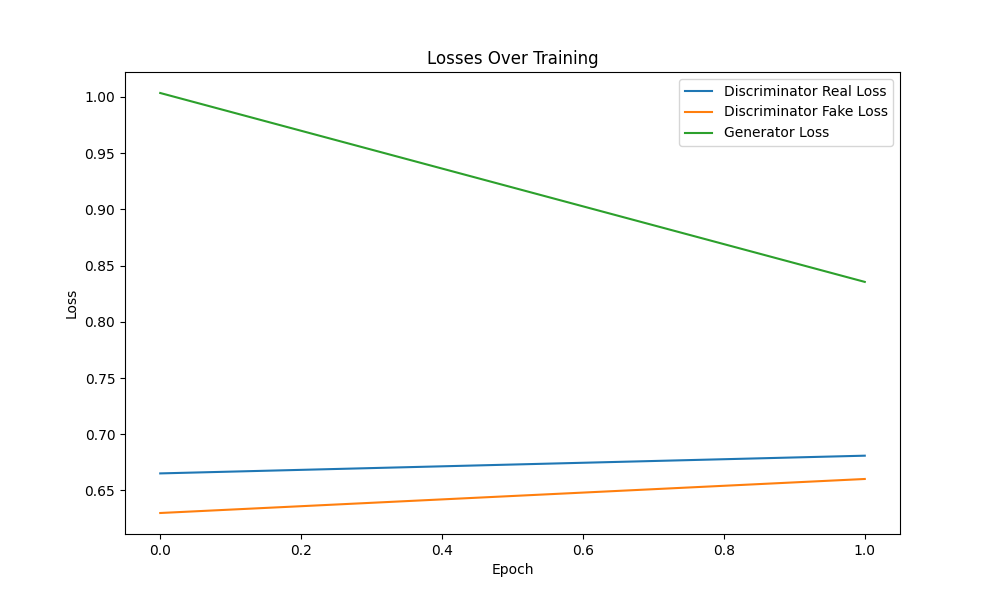 Losses Over Training
Discriminator Real Loss
Discriminator Fake Loss
Generator Loss
1.00
0.95
0.90
0.85
0.80
0.75
0.70
0.65
Loss
0.0 0.2 0.4 0.6 0.8 1.0
Epoch